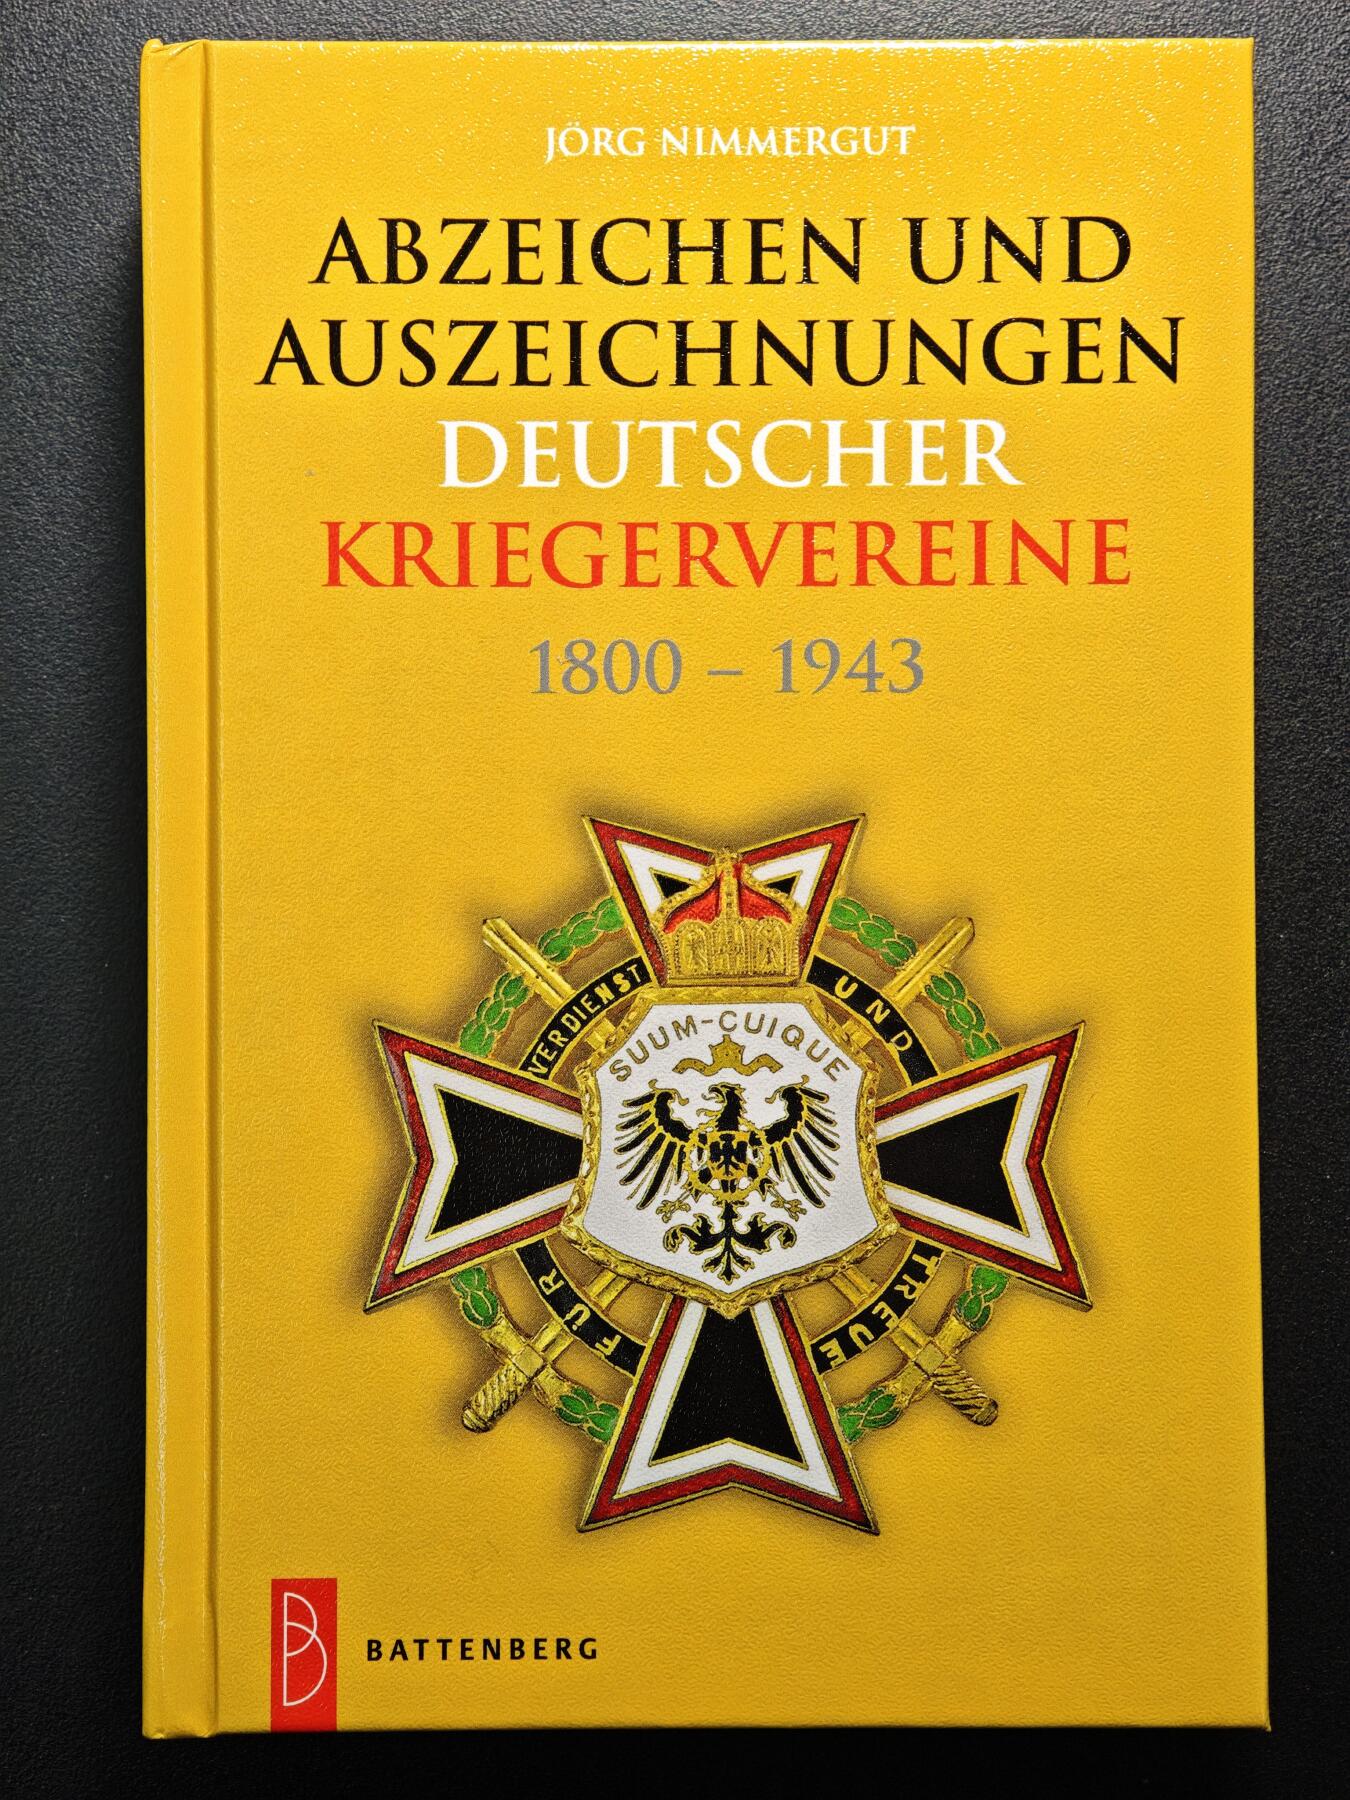 JÖRG NIMMERGUT
ABZEICHEN UND
AUSZEICHNUNGEN
DEUTSCHER
KRIEGERVEREINE
1800 – 1943
FÜR VERDIENST UND TREUE
SUUM-CUIQUE
B BATTENBERG